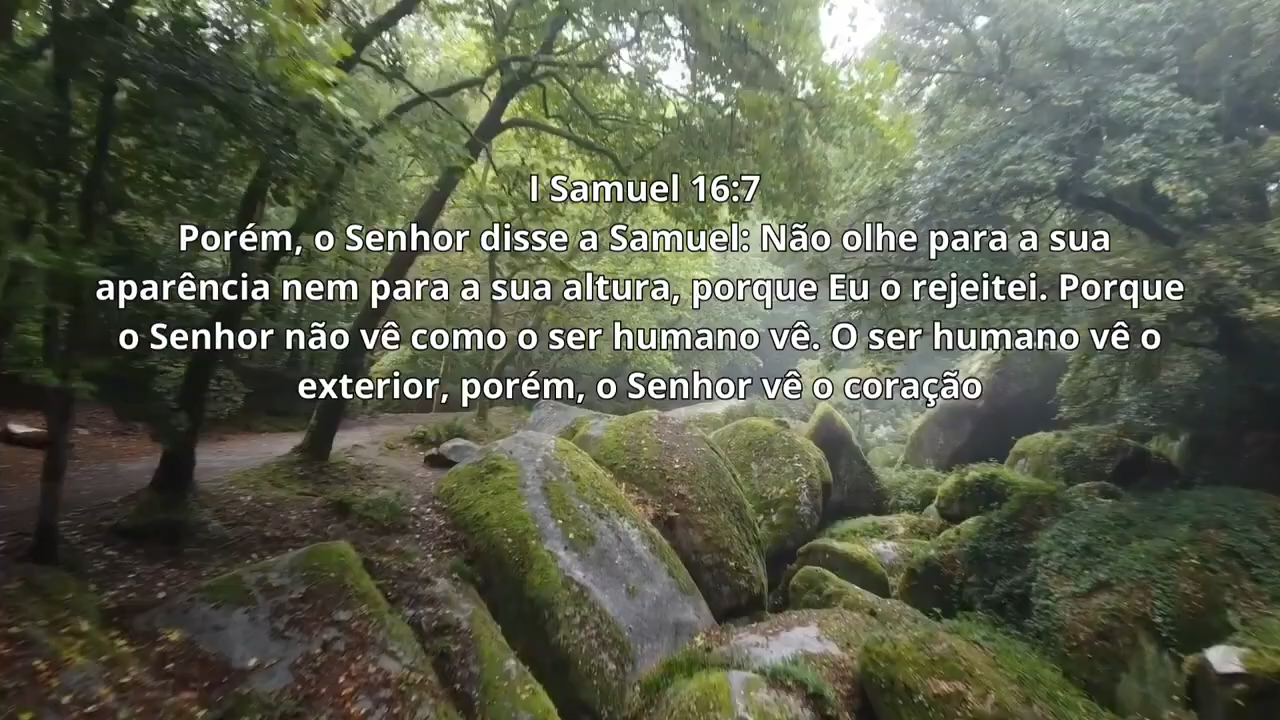 I Samuel 16:7
Porém, o Senhor disse a Samuel: Não olhe para a sua
aparência nem para a sua altura, porque Eu o rejeitei. Porque
o Senhor não vê como o ser humano vê. O ser humano vê o
exterior, porém, o Senhor vê o coração